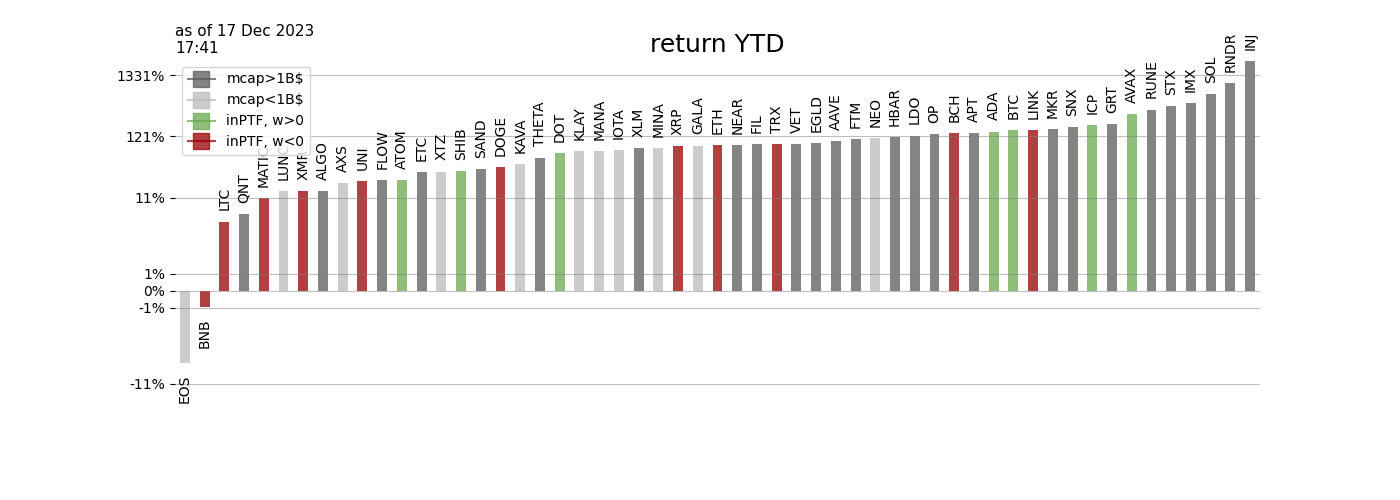 as of 17 Dec 2023
17:41
return YTD
mcap>1B$
mcap<1B$
inPTF, w>0
inPTF, w<0
1331%
121%
11%
1%
0%
-1%
-11%
EOS
BNB
LTC
QNT
MATIC
LUNC
XMR
ALGO
AXS
UNI
FLOW
ATOM
ETC
XTZ
SHIB
SAND
DOGE
KAVA
THETA
DOT
KLAY
MANA
IOTA
XLM
MINA
XRP
GALA
ETH
NEAR
FIL
TRX
VET
EGLD
AAVE
FTM
NEO
HBAR
LDO
OP
BCH
APT
ADA
BTC
LINK
MKR
SNX
ICP
GRT
AVAX
RUNE
STX
IMX
SOL
RNDR
INJ